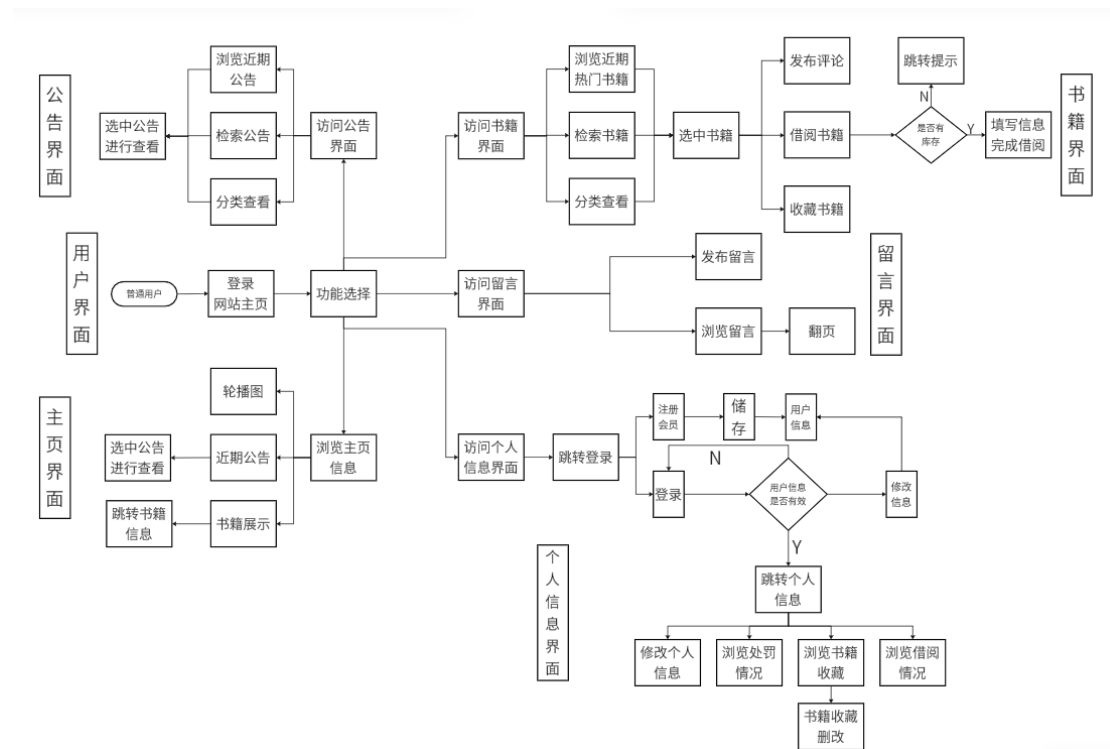 公
告
界
面
浏览近期
公告
选中公告
进行查看
检索公告
访问公告
界面
分类查看
访问书籍
界面
浏览近期
热门书籍
检索书籍
分类查看
选中书籍
发布评论
借阅书籍
收藏书籍
跳转提示
N
是否有
库存
Y
填写信息
完成借阅
书
籍
界
面
用
户
界
面
普通用户
登录
网站主页
功能选择
访问留言
界面
发布留言
浏览留言
翻页
留
言
界
面
主
页
界
面
轮播图
选中公告
进行查看
近期公告
浏览主页
信息
跳转书籍
信息
书籍展示
访问个人
信息界面
跳转登录
注册
会员
储
存
用户
信息
N
登录
用户信息
是否有效
修改
信息
Y
个
人
信
息
界
面
跳转个人
信息
修改个人
信息
浏览处罚
情况
浏览书籍
收藏
浏览借阅
情况
书籍收藏
删改